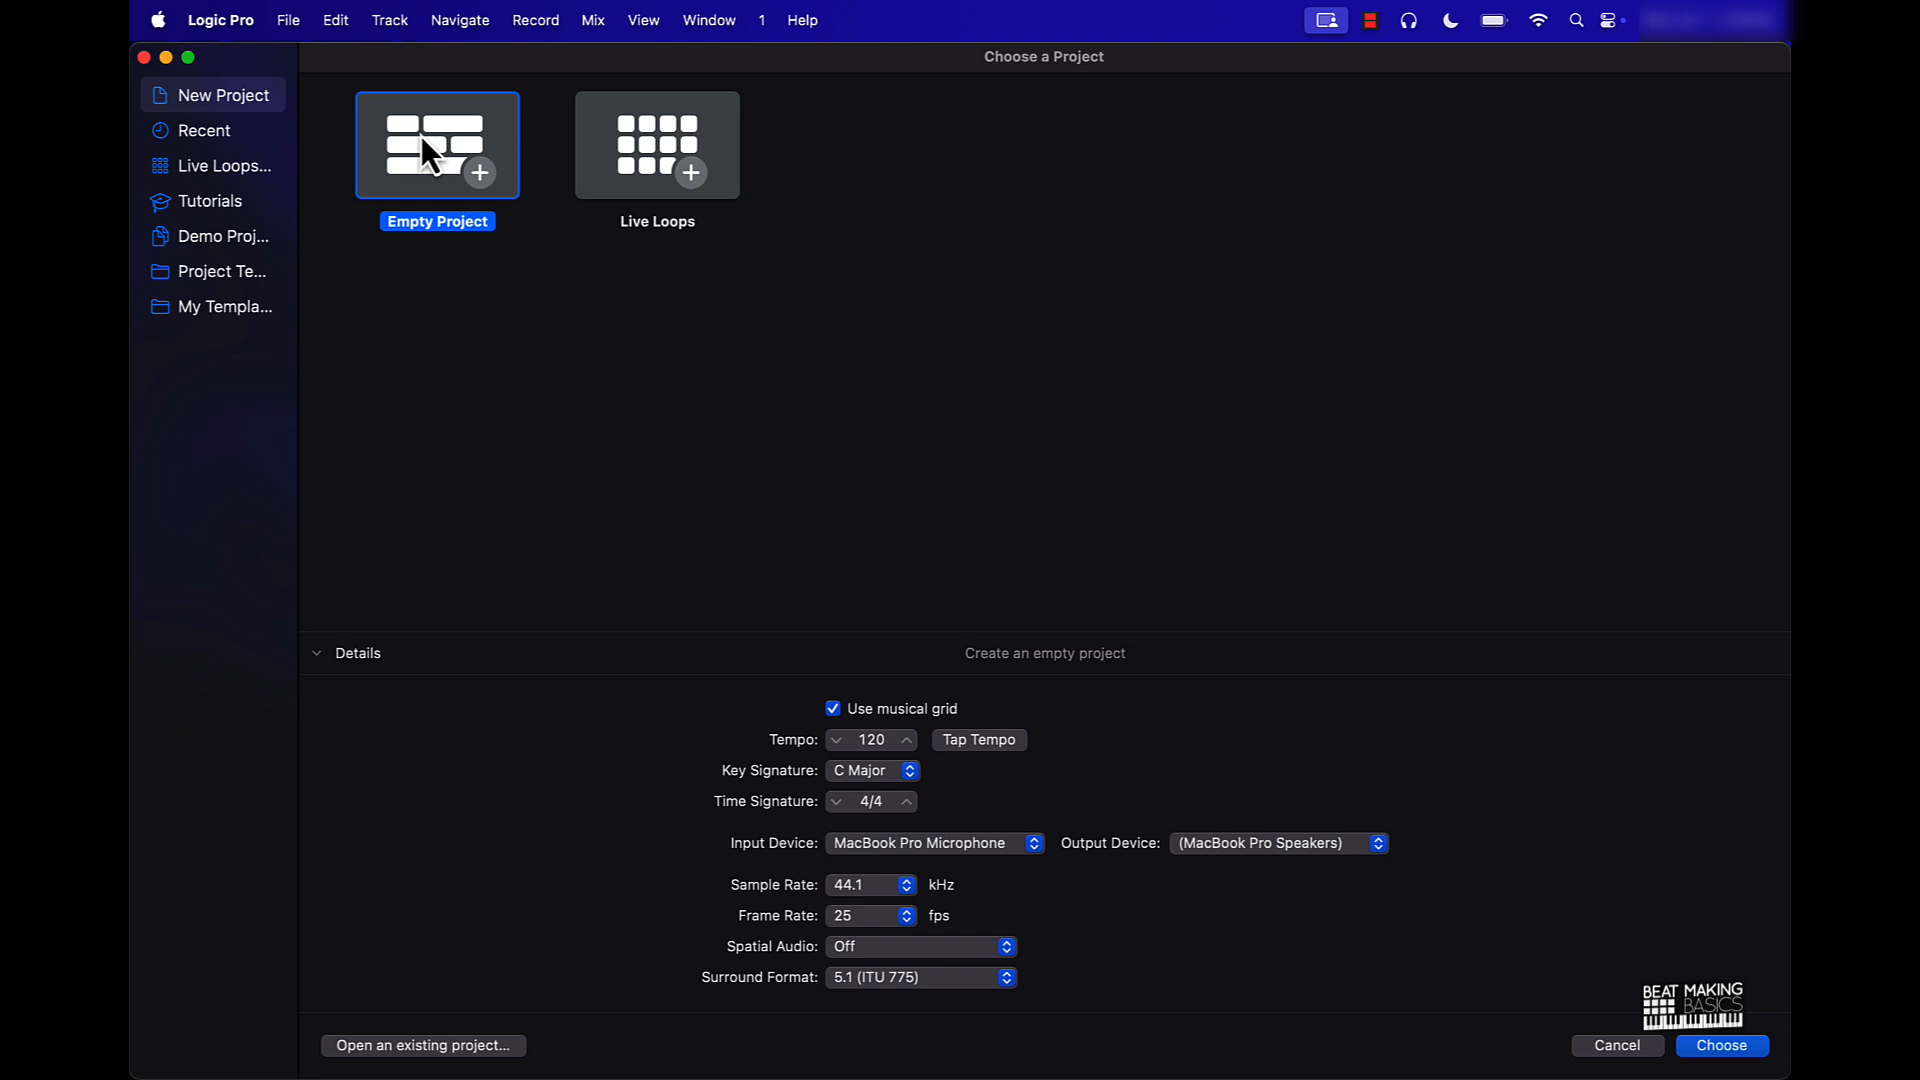 Logic Pro File Edit Track Navigate Record Mix View Window 1 Help
Choose a Project
New Project
Recent
Live Loops...
Tutorials
Demo Proj...
Project Te...
My Templa...
Empty Project
Live Loops
Details
Create an empty project
Use musical grid
Tempo: 120 Tap Tempo
Key Signature: C Major
Time Signature: 4/4
Input Device: MacBook Pro Microphone Output Device: (MacBook Pro Speakers)
Sample Rate: 44.1 kHz
Frame Rate: 25 fps
Spatial Audio: Off
Surround Format: 5.1 (ITU 775)
BEAT MAKING
BASICS
Open an existing project...
Cancel
Choose